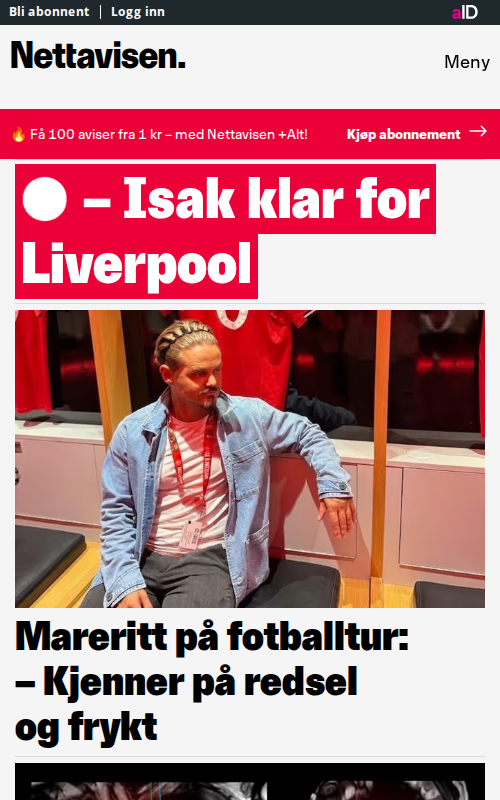 Bli abonnent | Logg inn aID
Nettavisen.
Meny
🔥 Få 100 aviser fra 1 kr – med Nettavisen +Alt! Kjøp abonnement →
– Isak klar for
Liverpool
Mareritt på fotballtur:
– Kjenner på redsel
og frykt